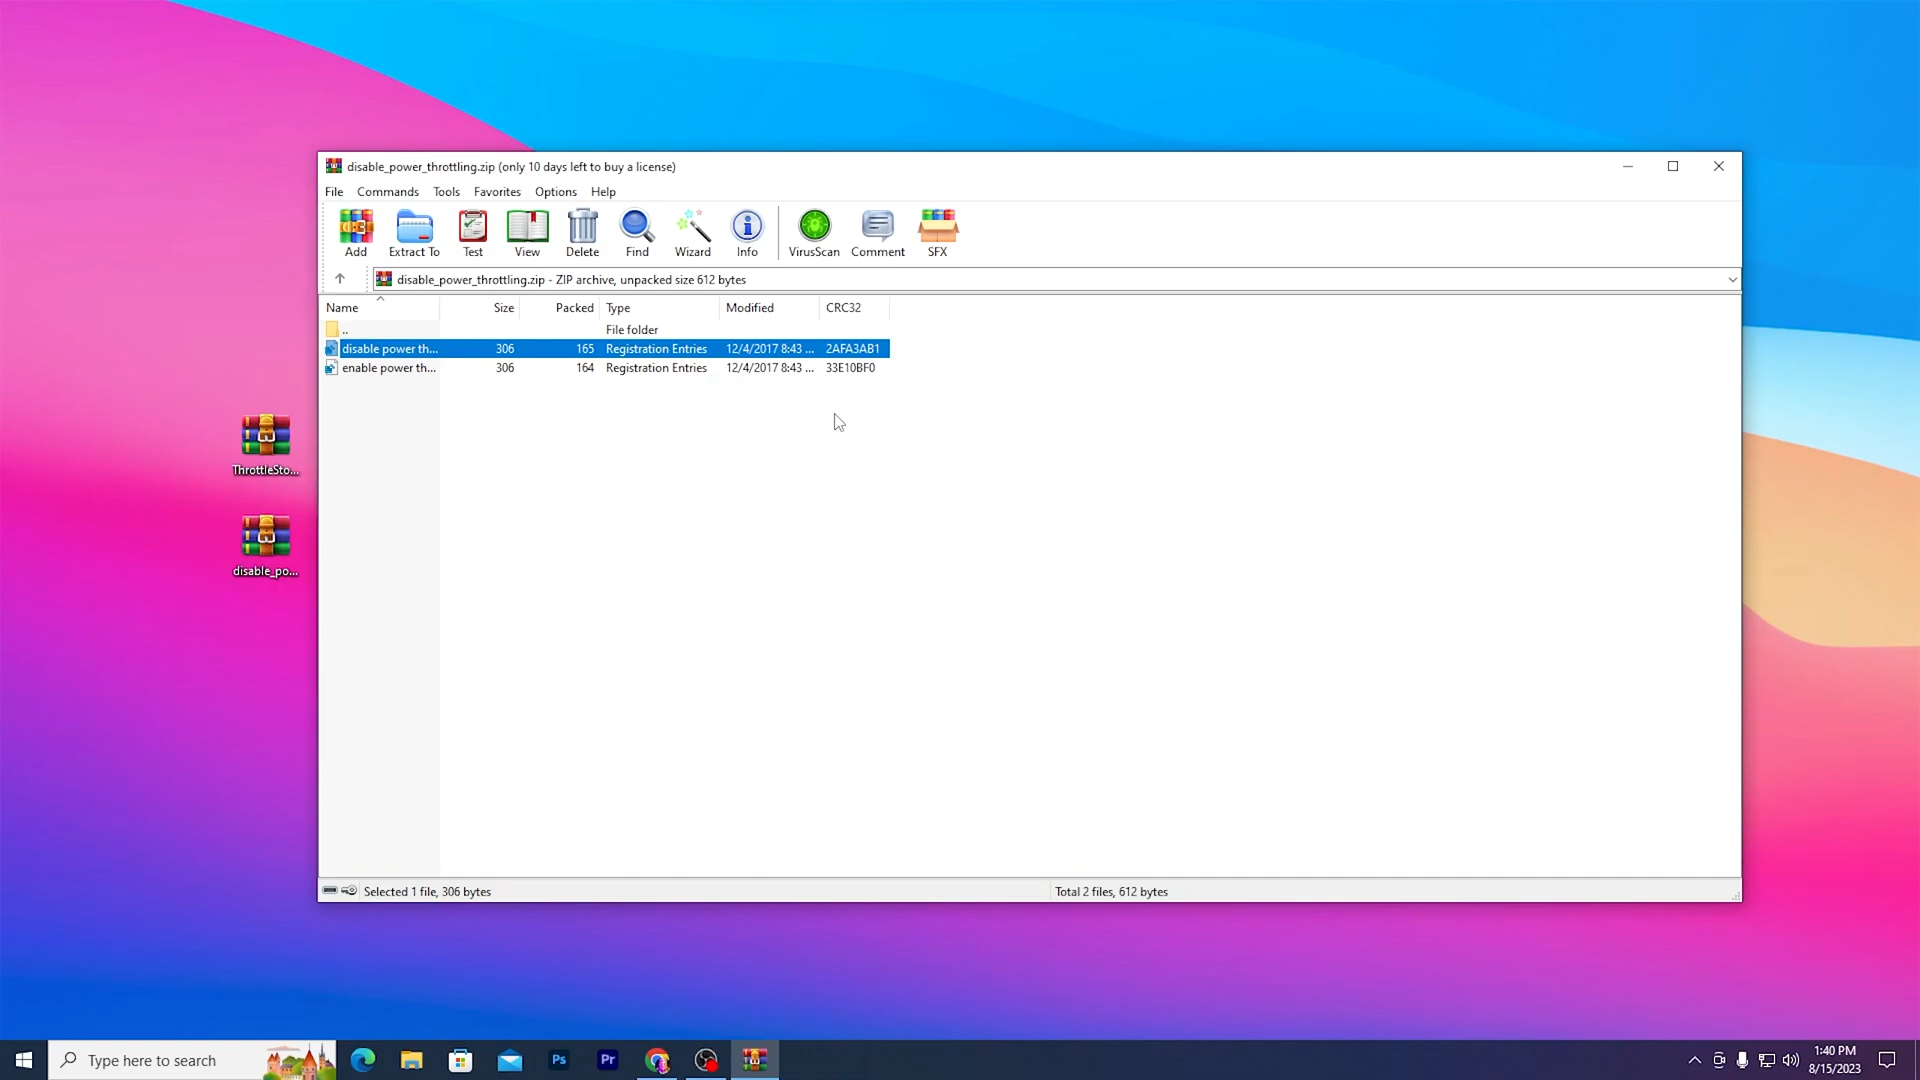 disable_power_throttling.zip (only 10 days left to buy a license)
File Commands Tools Favorites Options Help
Add Extract To Test View Delete Find Wizard Info VirusScan Comment SFX
disable_power_throttling.zip - ZIP archive, unpacked size 612 bytes
Name Size Packed Type Modified CRC32
.. File folder
disable power th... 306 165 Registration Entries 12/4/2017 8:43 ... 2AFA3AB1
enable power th... 306 164 Registration Entries 12/4/2017 8:43 ... 33E10BF0
ThrottleSto...
disable_po...
Selected 1 file, 306 bytes Total 2 files, 612 bytes
Type here to search
Ps Pr
1:40 PM
8/15/2023